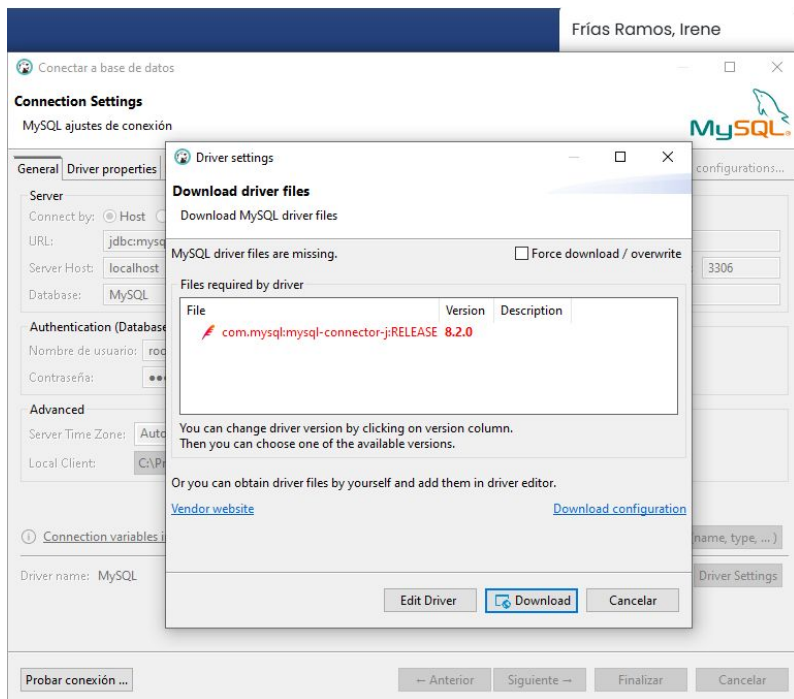 Frías Ramos, Irene
Conectar a base de datos
Connection Settings
MySQL ajustes de conexión
MySQL
General Driver properties
configurations...
Server
Connect by: Host
URL: jdbc:mysq
Server Host: localhost
3306
Database: MySQL
Authentication (Database
Nombre de usuario: roo
Contraseña:
Advanced
Server Time Zone: Auto
Local Client: C:\Pr
Connection variables i
name, type, ... )
Driver name: MySQL
Driver Settings
Probar conexión ...
← Anterior
Siguiente →
Finalizar
Cancelar
Driver settings
Download driver files
Download MySQL driver files
MySQL driver files are missing.
Force download / overwrite
Files required by driver
File Version Description
com.mysql:mysql-connector-j:RELEASE 8.2.0
You can change driver version by clicking on version column.
Then you can choose one of the available versions.
Or you can obtain driver files by yourself and add them in driver editor.
Vendor website
Download configuration
Edit Driver
Download
Cancelar